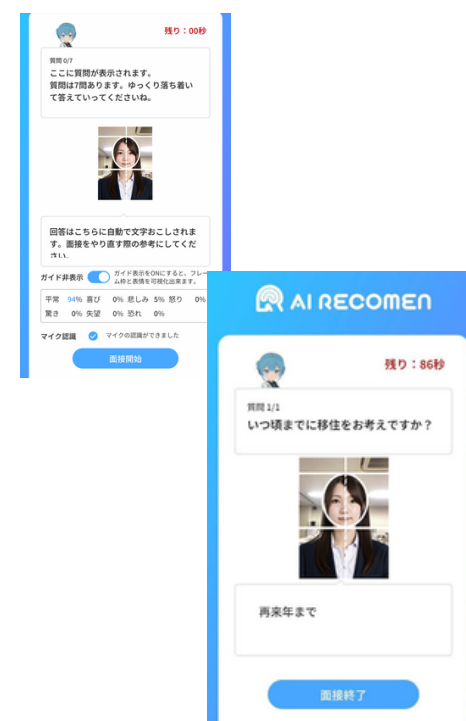 残り：00秒
質問 0/7
ここに質問が表示されます。
質問は7問あります。ゆっくり落ち着い
て答えていってくださいね。
回答はこちらに自動で文字おこしされま
す。面接をやり直す際の参考にしてくだ
さい。
ガイド非表示 ガイド表示をONにすると、フレー
ム枠と表情を可視化出来ます。
平常 94% 喜び 0% 悲しみ 5% 怒り 0%
驚き 0% 失望 0% 恐れ 0%
マイク認識 マイクの認識ができました
面接開始
AI RECOMEN
残り：86秒
質問 1/1
いつ頃までに移住をお考えですか？
再来年まで
面接終了